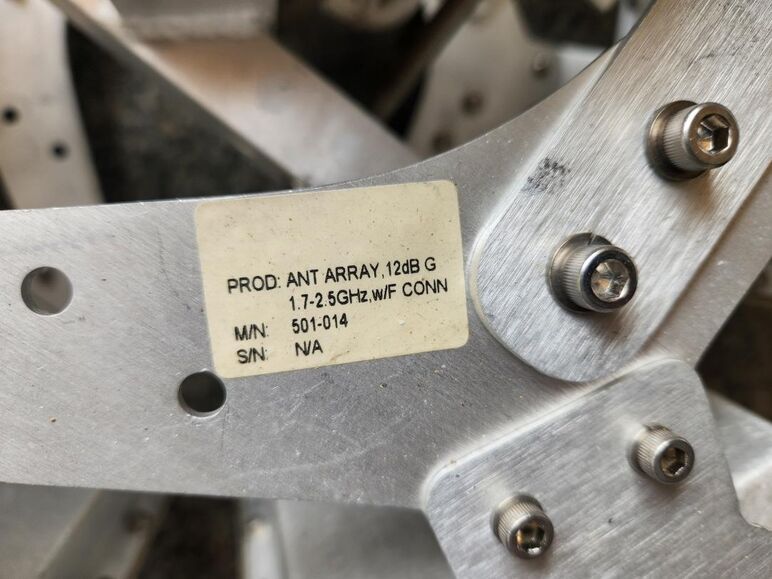 PROD: ANT ARRAY,12dB G
1.7-2.5GHz,w/F CONN
M/N: 501-014
S/N: N/A